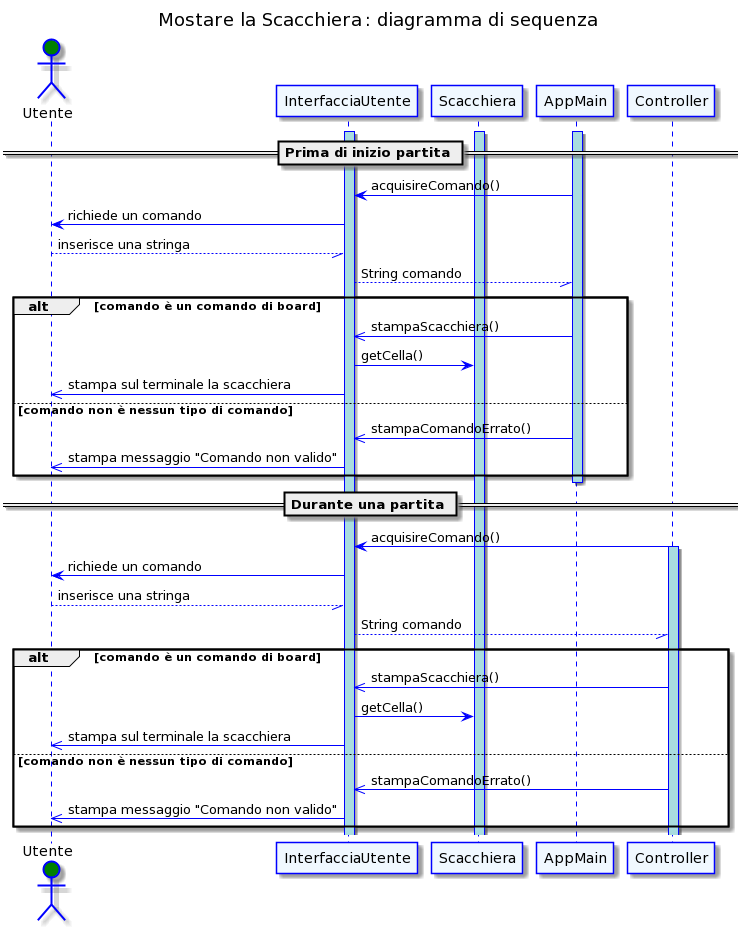 Mostare la Scacchiera : diagramma di sequenza
Utente
InterfacciaUtente
Scacchiera
AppMain
Controller
Prima di inizio partita
acquisireComando()
richiede un comando
inserisce una stringa
String comando
alt [comando è un comando di board]
stampaScacchiera()
getCella()
stampa sul terminale la scacchiera
[comando non è nessun tipo di comando]
stampaComandoErrato()
stampa messaggio "Comando non valido"
Durante una partita
acquisireComando()
richiede un comando
inserisce una stringa
String comando
alt [comando è un comando di board]
stampaScacchiera()
getCella()
stampa sul terminale la scacchiera
[comando non è nessun tipo di comando]
stampaComandoErrato()
stampa messaggio "Comando non valido"
Utente
InterfacciaUtente
Scacchiera
AppMain
Controller